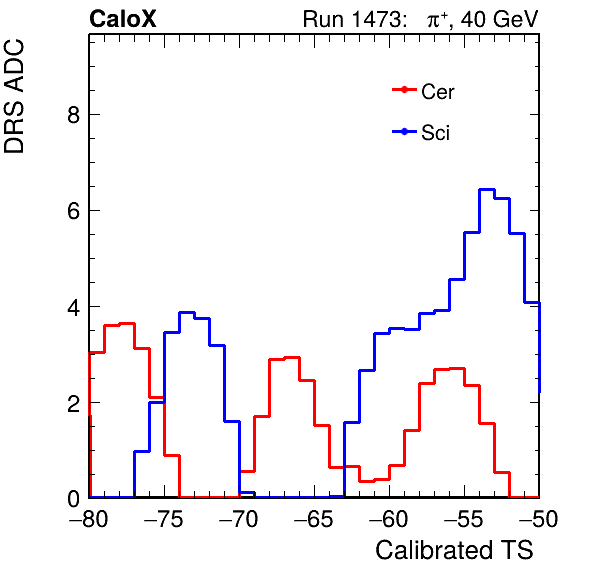 CaloX Run 1473: π⁺, 40 GeV
DRS ADC
Cer
Sci
8
6
4
2
0
−80 −75 −70 −65 −60 −55 −50
Calibrated TS